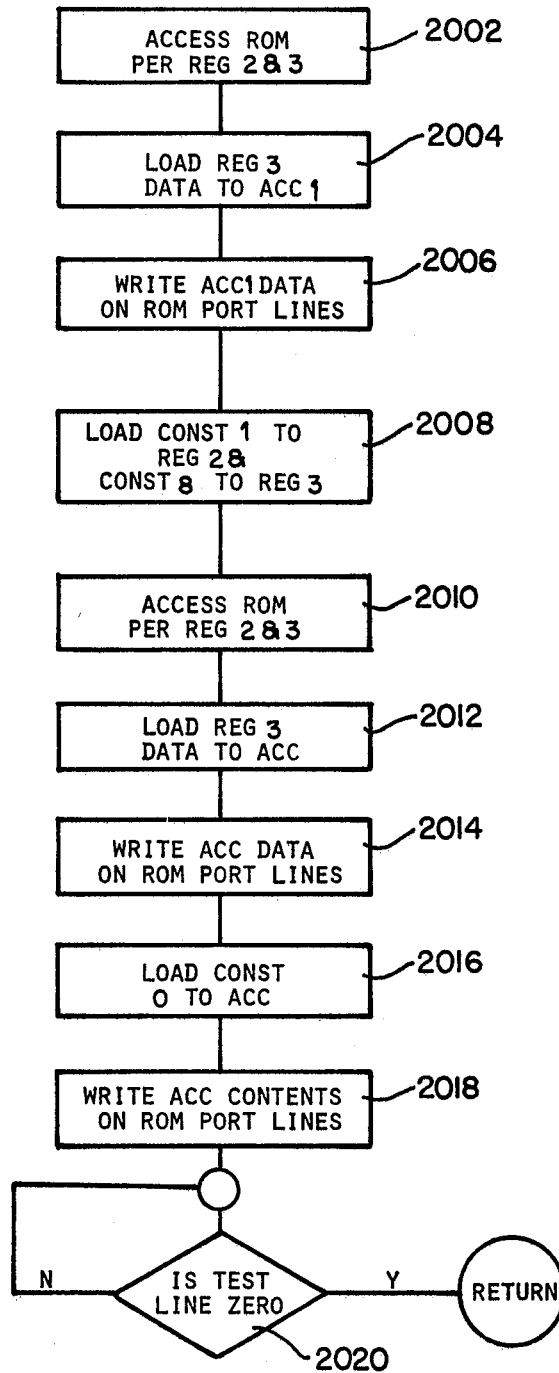 ACCESS ROM
PER REG 2&3
2002
LOAD REG 3
DATA TO ACC 1
2004
WRITE ACC1 DATA
ON ROM PORT LINES
2006
LOAD CONST 1 TO
REG 2&
CONST 8 TO REG 3
2008
ACCESS ROM
PER REG 2&3
2010
LOAD REG 3
DATA TO ACC
2012
WRITE ACC DATA
ON ROM PORT LINES
2014
LOAD CONST
0 TO ACC
2016
WRITE ACC CONTENTS
ON ROM PORT LINES
2018
N
IS TEST
LINE ZERO
Y
RETURN
2020